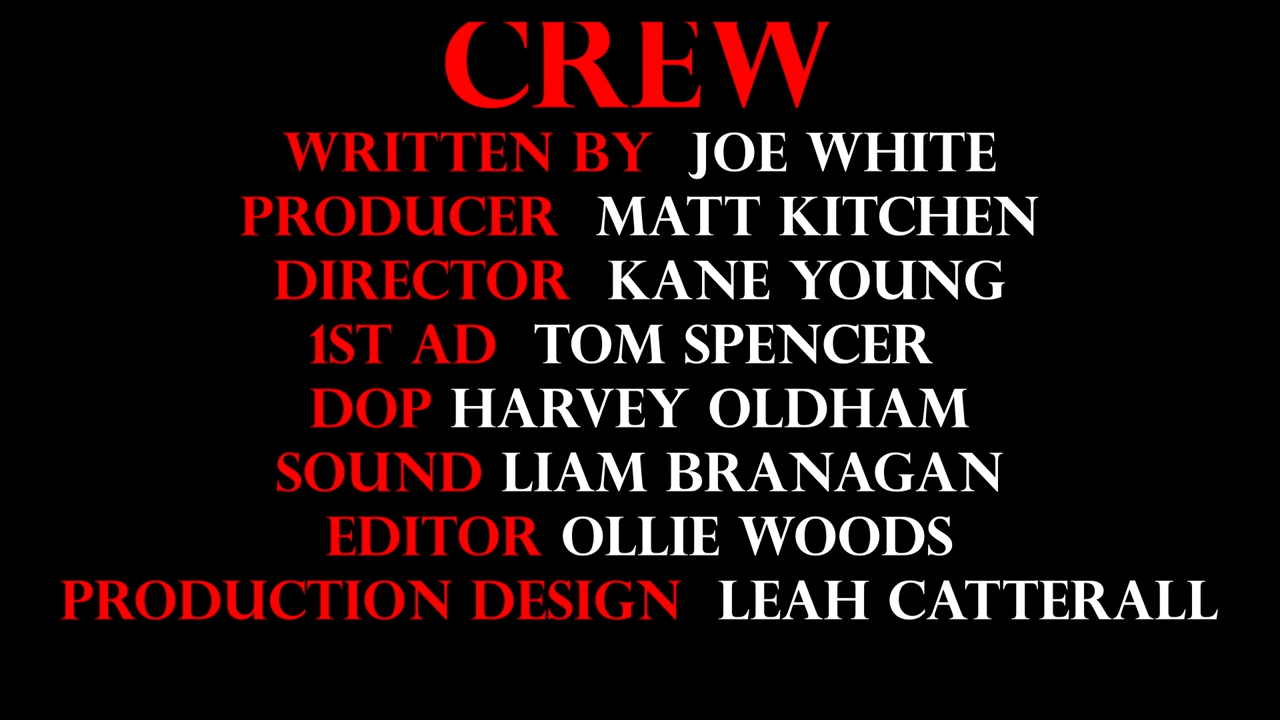 CREW
WRITTEN BY JOE WHITE
PRODUCER MATT KITCHEN
DIRECTOR KANE YOUNG
1ST AD TOM SPENCER
DOP HARVEY OLDHAM
SOUND LIAM BRANAGAN
EDITOR OLLIE WOODS
PRODUCTION DESIGN LEAH CATTERALL